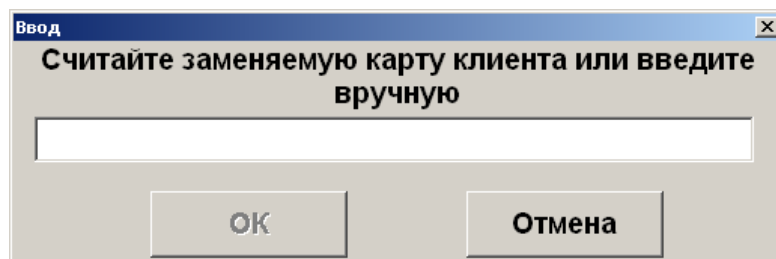 Ввод
Считайте заменяемую карту клиента или введите
вручную
ОК
Отмена